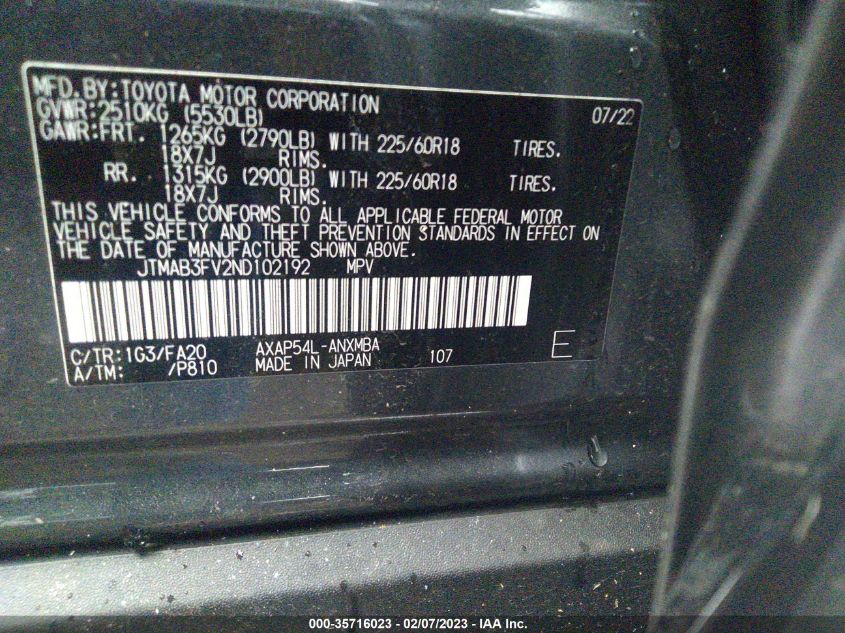 MFD.BY:TOYOTA MOTOR CORPORATION 07/22
GVWR:2510KG (5530LB)
GAWR:FRT. 1265KG (2790LB) WITH 225/60R18 TIRES.
18X7J RIMS.
RR. 1315KG (2900LB) WITH 225/60R18 TIRES.
18X7J RIMS.
THIS VEHICLE CONFORMS TO ALL APPLICABLE FEDERAL MOTOR
VEHICLE SAFETY AND THEFT PREVENTION STANDARDS IN EFFECT ON
THE DATE OF MANUFACTURE SHOWN ABOVE.
JTMAB3FV2ND102192 MPV
C/TR:1G3/FA20 AXAP54L-ANXMBA
A/TM: /P810 MADE IN JAPAN 107 E
000-35716023 - 02/07/2023 - IAA Inc.